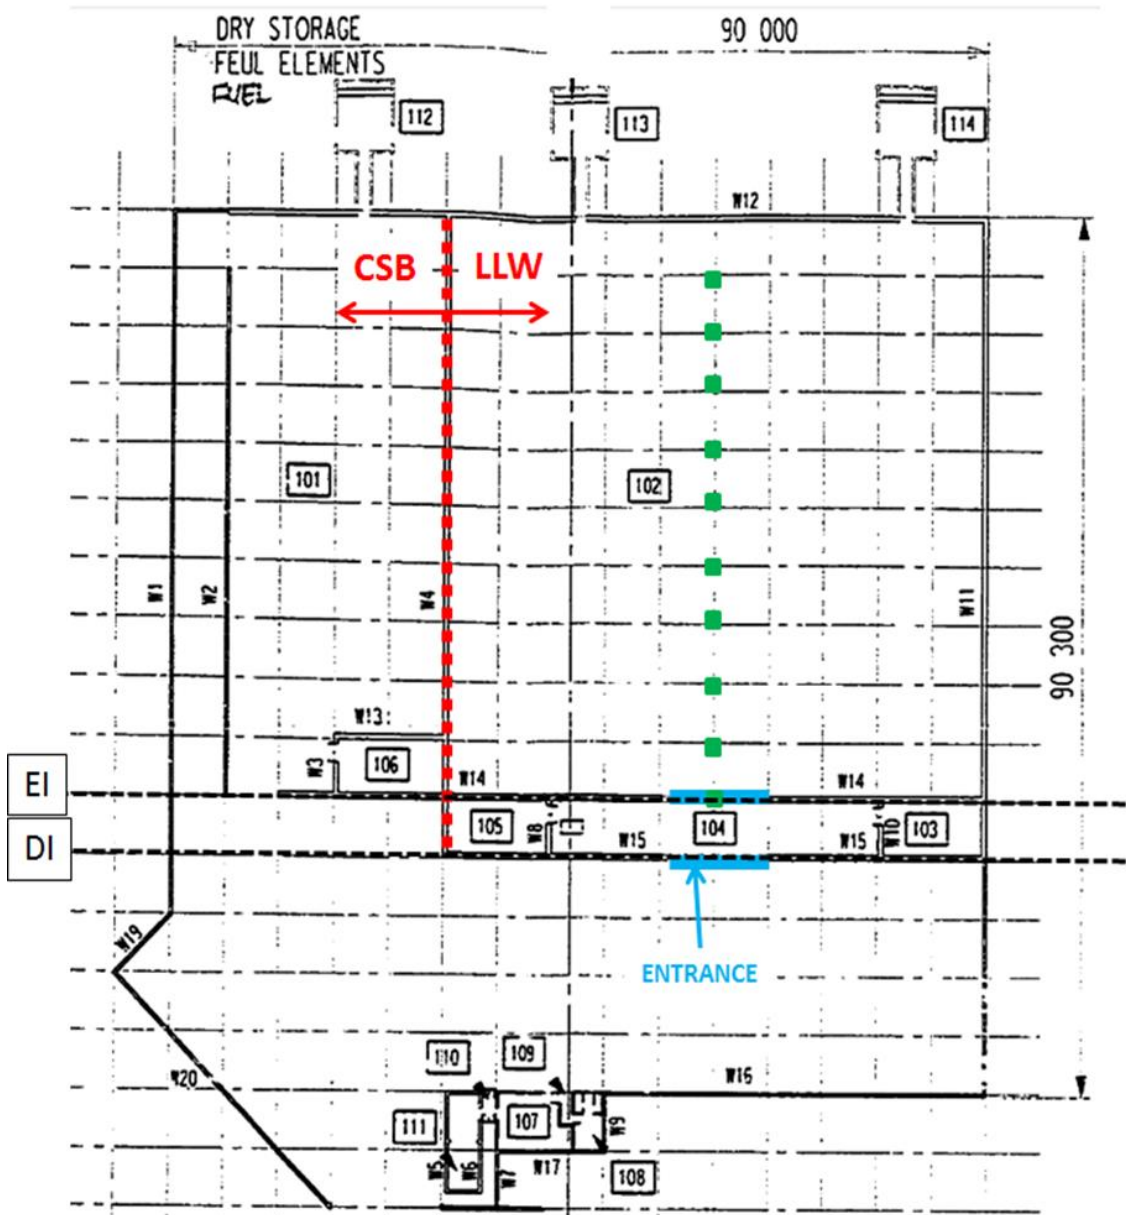 DRY STORAGE
FEUL ELEMENTS
FUEL
90 000
112
113
114
W12
CSB
LLW
101
102
W1
W2
W4
W11
90 300
W13:
W3
106
EI
W14
W14
DI
105
W8
W15
104
W15
W10
103
W19
ENTRANCE
W20
110
109
W16
111
107
W9
W5
W6
W7
W17
108